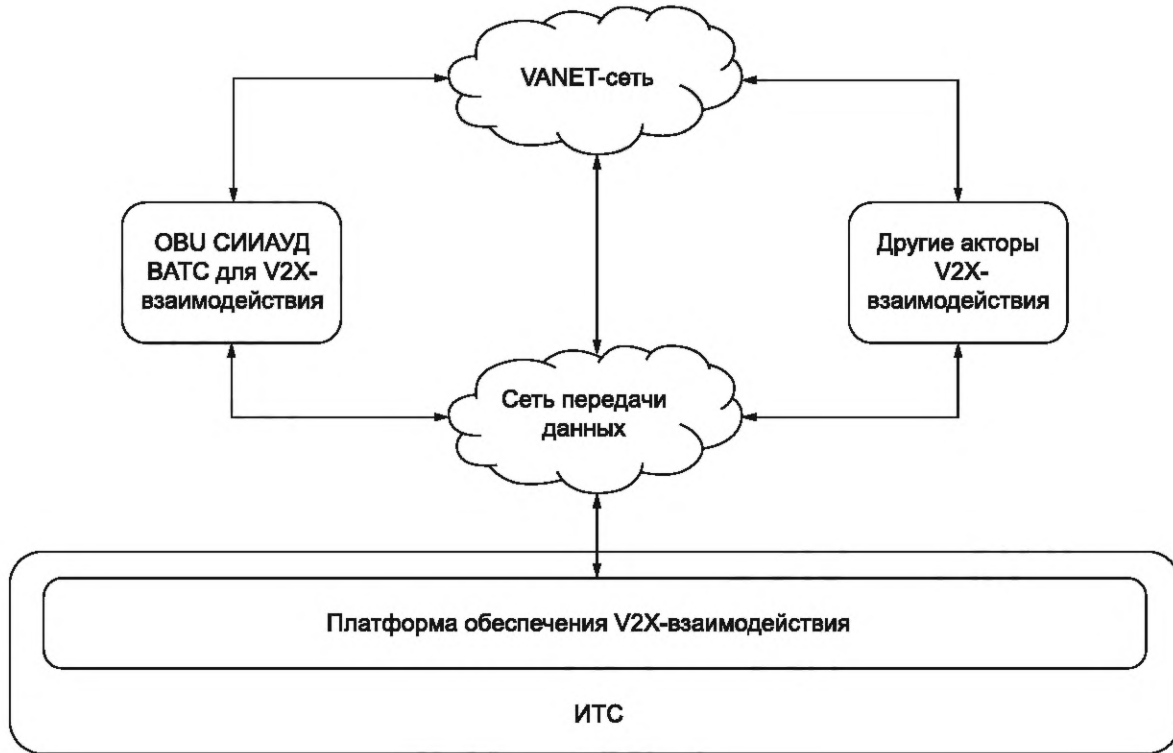 VANET-сеть
OBU СИИАУД
ВАТС для V2X-
взаимодействия
Другие акторы
V2X-
взаимодействия
Сеть передачи
данных
Платформа обеспечения V2X-взаимодействия
ИТС